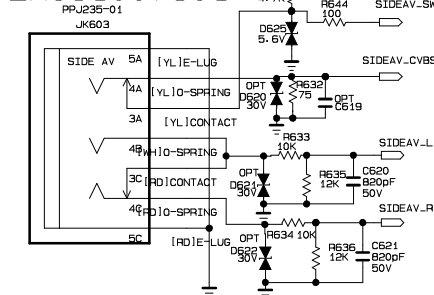 PPJ235-01
JK603
SIDE AV
5A [YL]E-LUG
4A [YL]O-SPRING
3A [YL]CONTACT
4B [WH]O-SPRING
3C [RD]CONTACT
4C [RD]O-SPRING
5C [RD]E-LUG
R644
100
SIDEAV_SW
D625
5.6V
SIDEAV_CVBS
OPT
D620
30V
R632
75
OPT
C619
R633
10K
SIDEAV_L
OPT
D621
30V
R635
12K
C620
820pF
50V
SIDEAV_R
R634 10K
OPT
D622
30V
R636
12K
C621
820pF
50V